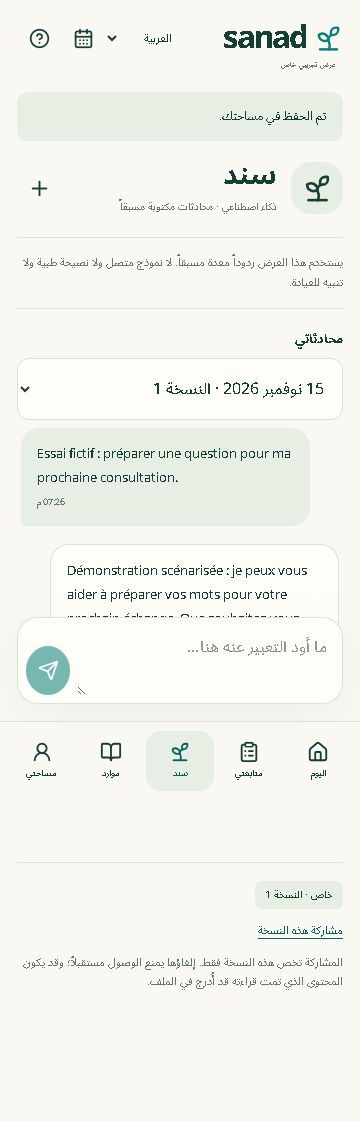 sanad
عرض تجريبي خاص
العربية
تم الحفظ في مساحتك.
سند
ذكاء اصطناعي · محادثات مكتوبة مسبقاً
يستخدم هذا العرض ردوداً معدة مسبقاً. لا نموذج متصل ولا نصيحة طبية ولا
تنبيه للعيادة.
محادثاتي
15 نوفمبر 2026 · النسخة 1
Essai fictif : préparer une question pour ma
prochaine consultation.
07:26 م
Démonstration scénarisée : je peux vous
aider à préparer vos mots pour votre
ما أود التعبير عنه هنا...
اليوم
متابعتي
سند
موارد
مساحتي
خاص · النسخة 1
مشاركة هذه النسخة
المشاركة تخص هذه النسخة فقط. إلغاؤها يمنع الوصول مستقبلاً؛ وقد يكون
المحتوى الذي تمت قراءته قد أُدرج في الملف.